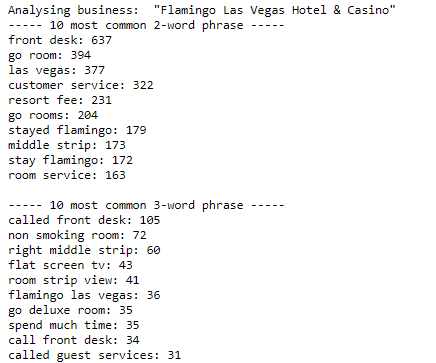 Analysing business:  "Flamingo Las Vegas Hotel & Casino"
----- 10 most common 2-word phrase -----
front desk: 637
go room: 394
las vegas: 377
customer service: 322
resort fee: 231
go rooms: 204
stayed flamingo: 179
middle strip: 173
stay flamingo: 172
room service: 163

----- 10 most common 3-word phrase -----
called front desk: 105
non smoking room: 72
right middle strip: 60
flat screen tv: 43
room strip view: 41
flamingo las vegas: 36
go deluxe room: 35
spend much time: 35
call front desk: 34
called guest services: 31